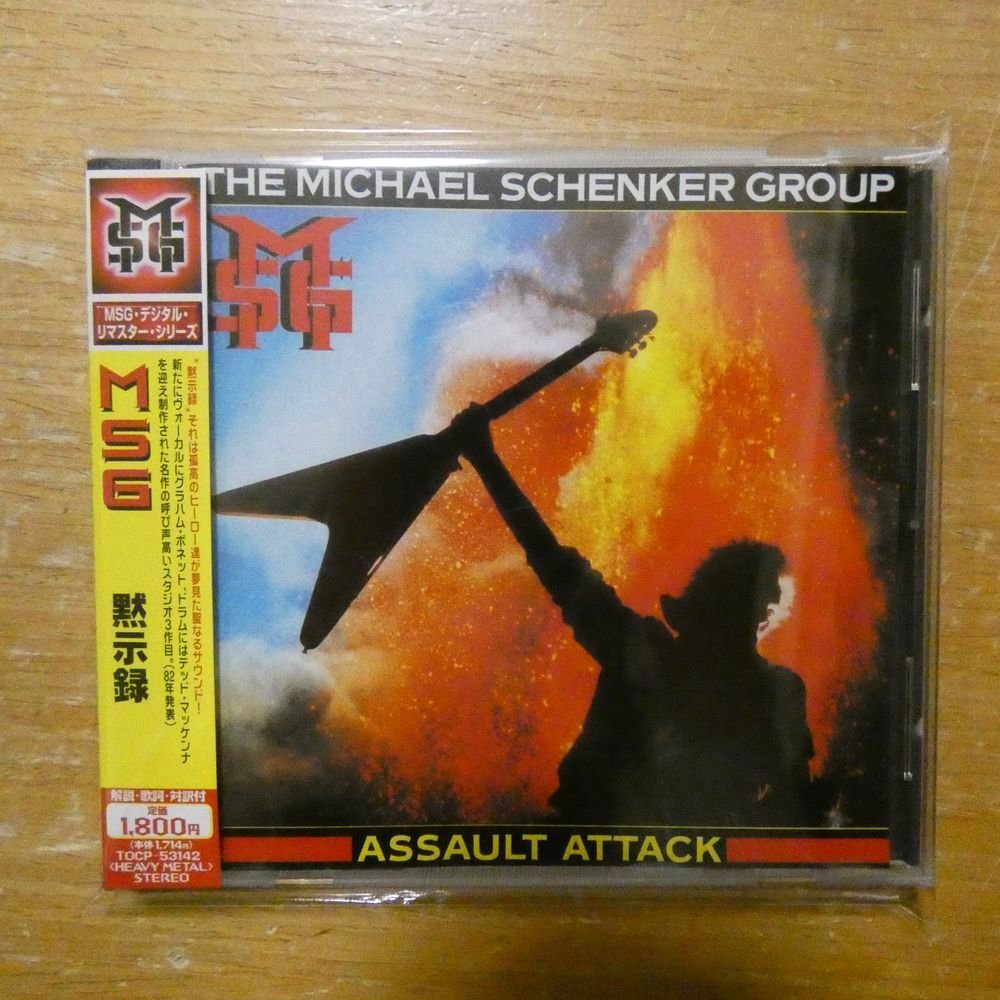 THE MICHAEL SCHENKER GROUP
MSG
MSG
MSG・デジタル・
リマスター・シリーズ
MSG
黙示録
“黙示録”それは孤高のヒーロー達が夢見た聖なるサウンド!
新たにヴォーカルにグラハム・ボネット、ドラムにはテッド・マッケンナ
を迎え制作された名作の呼び声高いスタジオ3作目。(82年発表)
解説・歌詞・対訳付
定価
1,800円
(本体1,714円)
TOCP-53142
<HEAVY METAL>
STEREO
ASSAULT ATTACK